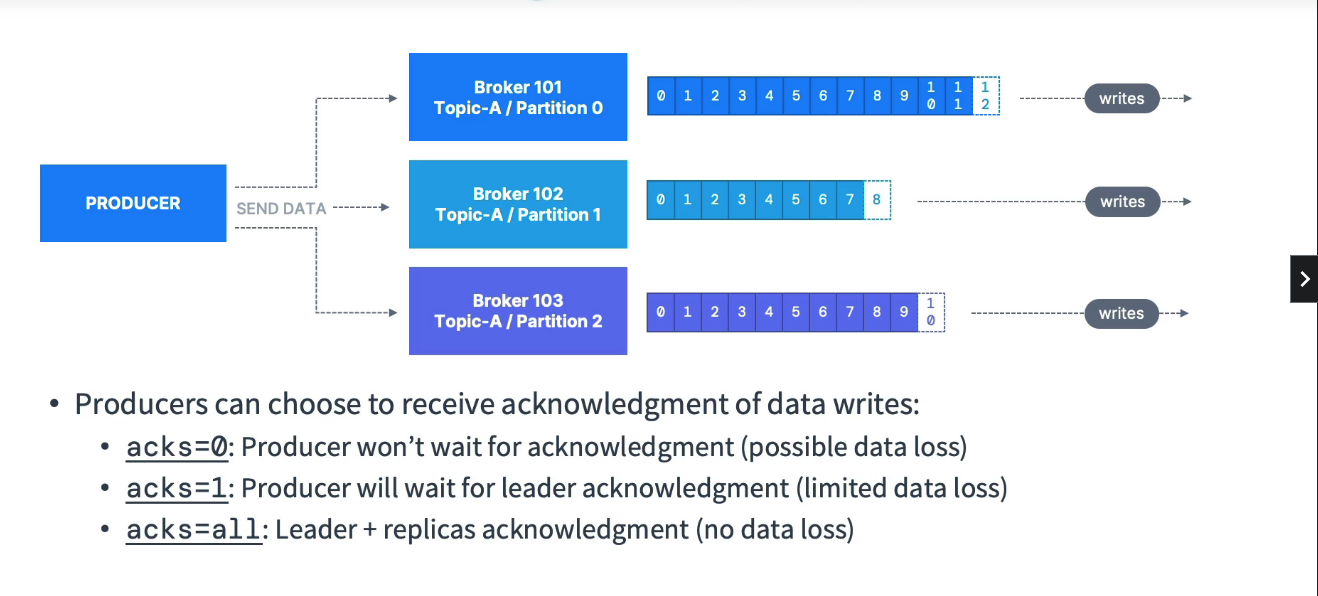 PRODUCER
SEND DATA
Broker 101
Topic-A / Partition 0
0 1 2 3 4 5 6 7 8 9 10 11 12
writes
Broker 102
Topic-A / Partition 1
0 1 2 3 4 5 6 7 8
writes
Broker 103
Topic-A / Partition 2
0 1 2 3 4 5 6 7 8 9 10
writes
• Producers can choose to receive acknowledgment of data writes:
• acks=0: Producer won’t wait for acknowledgment (possible data loss)
• acks=1: Producer will wait for leader acknowledgment (limited data loss)
• acks=all: Leader + replicas acknowledgment (no data loss)